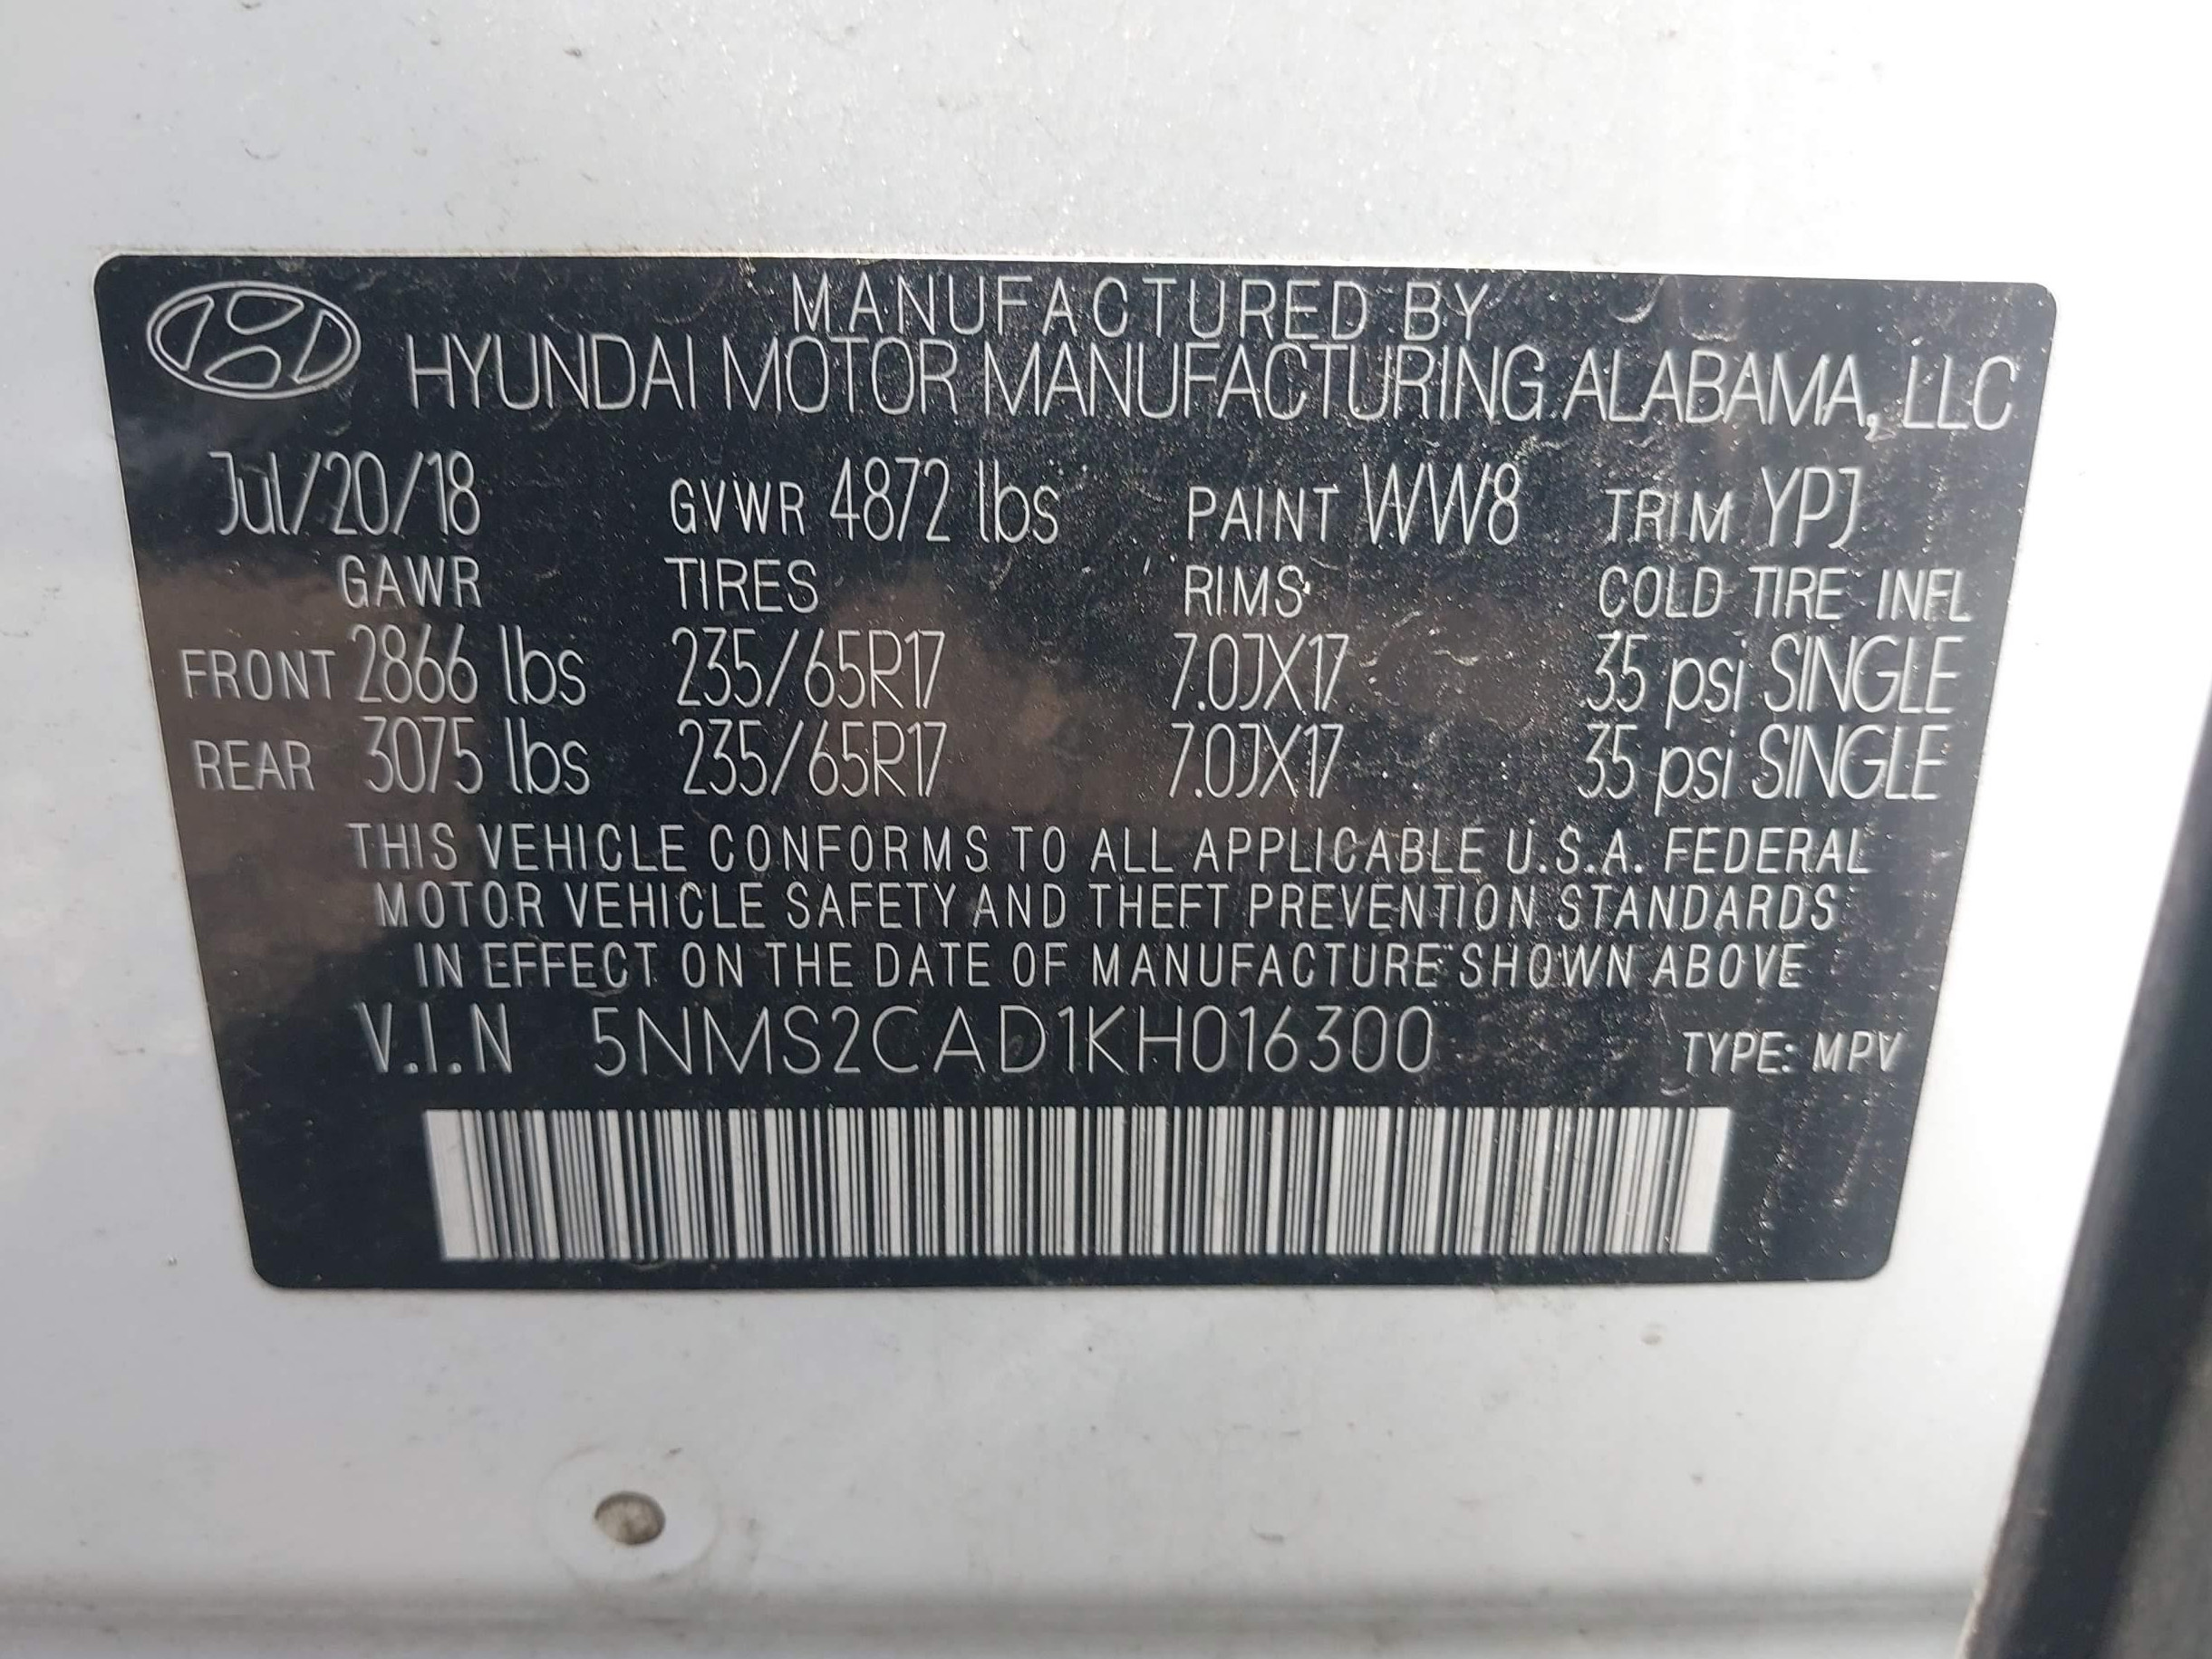 MANUFACTURED BY
HYUNDAI MOTOR MANUFACTURING ALABAMA, LLC
Jul/20/18 GVWR 4872 lbs PAINT WW8 TRIM YPJ
GAWR TIRES RIMS COLD TIRE INFL
FRONT 2866 lbs 235/65R17 7.0JX17 35 psi SINGLE
REAR 3075 lbs 235/65R17 7.0JX17 35 psi SINGLE
THIS VEHICLE CONFORMS TO ALL APPLICABLE U.S.A. FEDERAL
MOTOR VEHICLE SAFETY AND THEFT PREVENTION STANDARDS
IN EFFECT ON THE DATE OF MANUFACTURE SHOWN ABOVE
V.I.N 5NMS2CAD1KH016300 TYPE: MPV